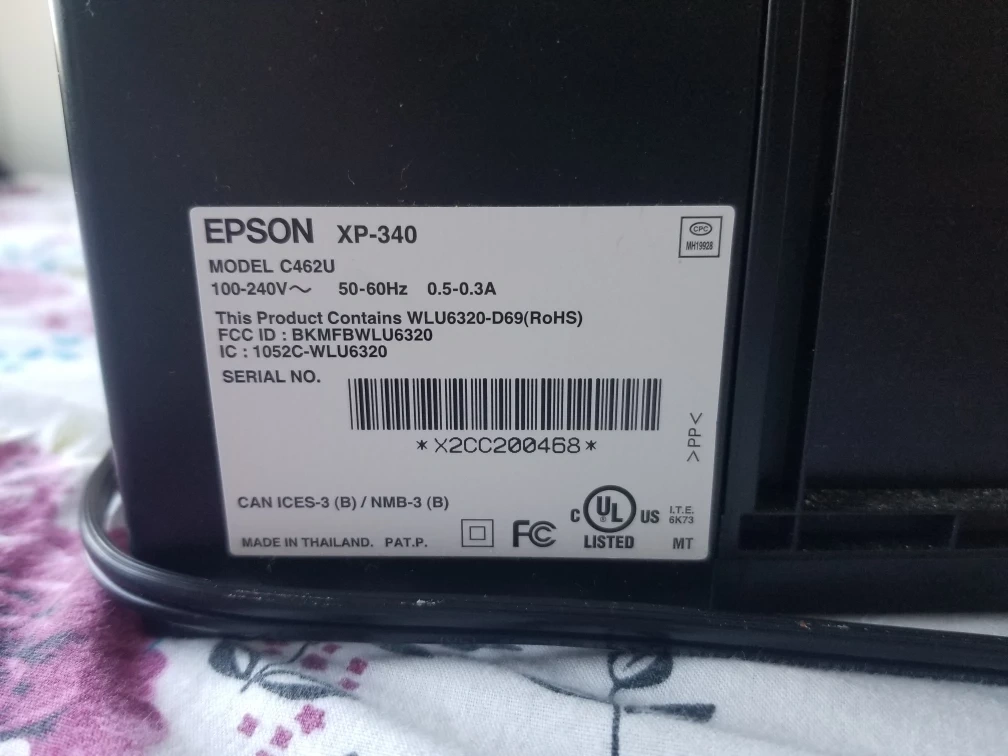 EPSON XP-340
CPC
MH19928
MODEL C462U
100-240V～ 50-60Hz 0.5-0.3A
This Product Contains WLU6320-D69(RoHS)
FCC ID : BKMFBWLU6320
IC : 1052C-WLU6320
SERIAL NO.
*X2CC200468*
>PP<
CAN ICES-3 (B) / NMB-3 (B)
MADE IN THAILAND. PAT.P.
FC
C UL US
LISTED
I.T.E.
6K73
MT